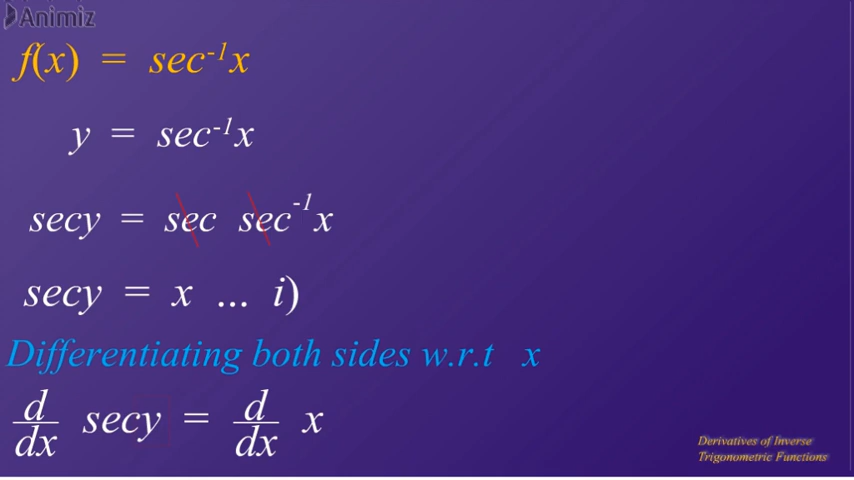 Animiz
f(x) = sec⁻¹x
y = sec⁻¹x
secy = sec sec⁻¹x
secy = x ... i)
Differentiating both sides w.r.t x
d/dx secy = d/dx x
Derivatives of Inverse
Trigonometric Functions